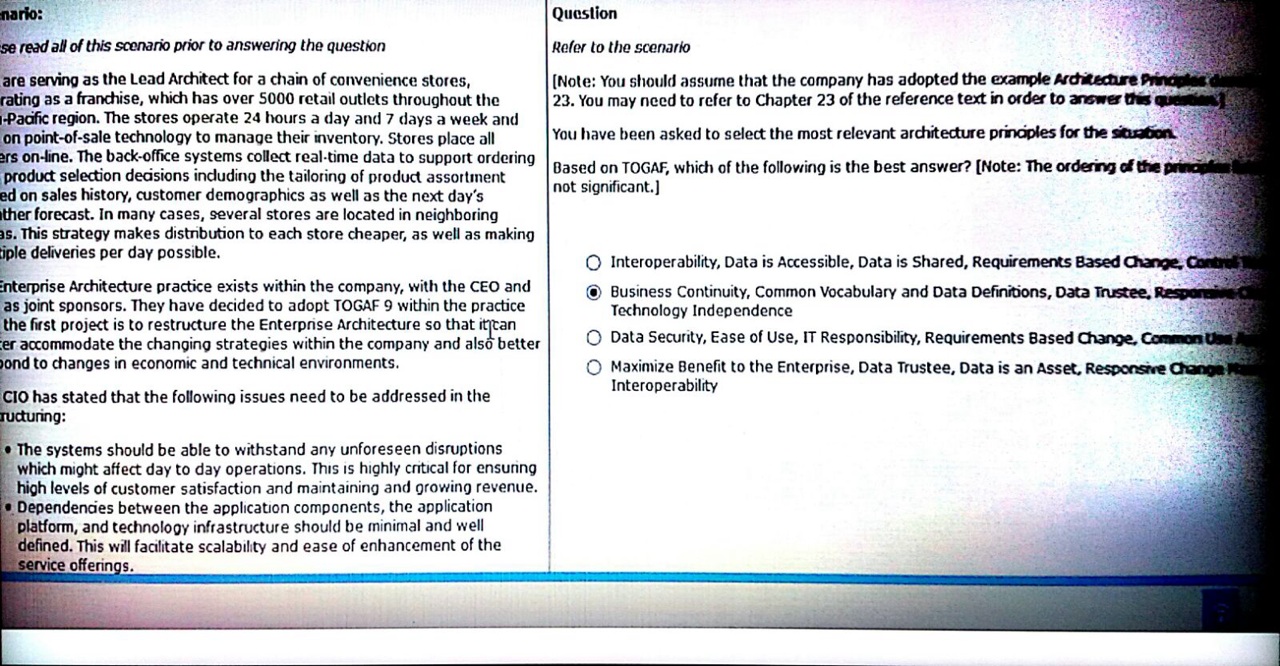 nario:
se read all of this scenario prior to answering the question
are serving as the Lead Architect for a chain of convenience stores,
rating as a franchise, which has over 5000 retail outlets throughout the
-Pacific region. The stores operate 24 hours a day and 7 days a week and
on point-of-sale technology to manage their inventory. Stores place all
ers on-line. The back-office systems collect real-time data to support ordering
product selection decisions including the tailoring of product assortment
ed on sales history, customer demographics as well as the next day's
ther forecast. In many cases, several stores are located in neighboring
as. This strategy makes distribution to each store cheaper, as well as making
tiple deliveries per day possible.
Enterprise Architecture practice exists within the company, with the CEO and
as joint sponsors. They have decided to adopt TOGAF 9 within the practice
the first project is to restructure the Enterprise Architecture so that it can
er accommodate the changing strategies within the company and also better
pond to changes in economic and technical environments.
CIO has stated that the following issues need to be addressed in the
ructuring:
• The systems should be able to withstand any unforeseen disruptions
which might affect day to day operations. This is highly critical for ensuring
high levels of customer satisfaction and maintaining and growing revenue.
• Dependencies between the application components, the application
platform, and technology infrastructure should be minimal and well
defined. This will facilitate scalability and ease of enhancement of the
service offerings.
Question
Refer to the scenario
[Note: You should assume that the company has adopted the example Architecture Principles
23. You may need to refer to Chapter 23 of the reference text in order to answer this question.]
You have been asked to select the most relevant architecture principles for the situation.
Based on TOGAF, which of the following is the best answer? [Note: The ordering of the principles
not significant.]
Interoperability, Data is Accessible, Data is Shared, Requirements Based Change, Control
Business Continuity, Common Vocabulary and Data Definitions, Data Trustee, Responsive
Technology Independence
Data Security, Ease of Use, IT Responsibility, Requirements Based Change, Common Use
Maximize Benefit to the Enterprise, Data Trustee, Data is an Asset, Responsive Change
Interoperability